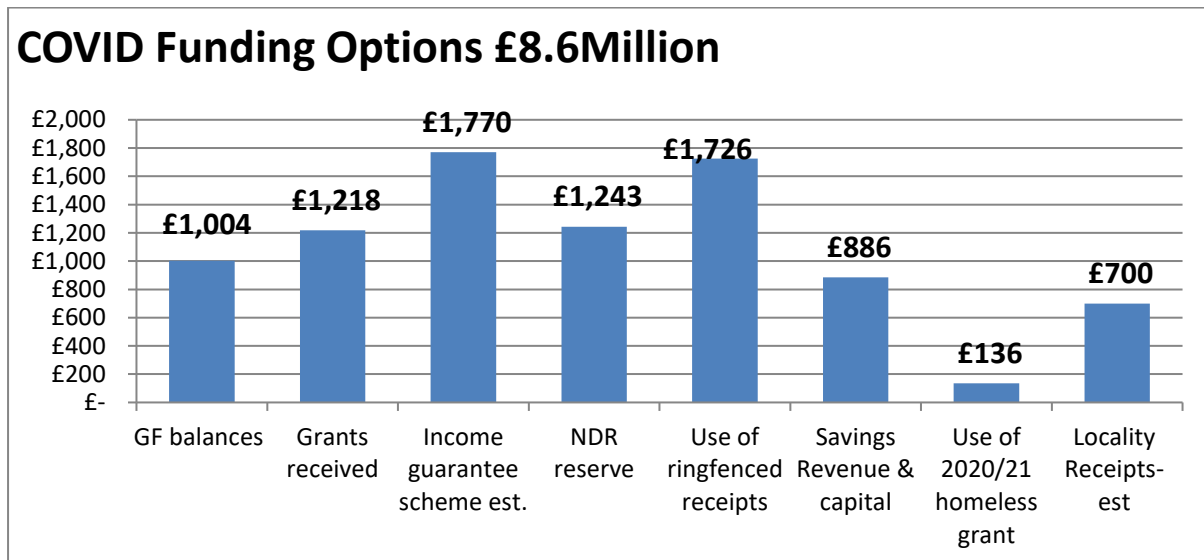 COVID Funding Options £8.6Million
£2,000
£1,800
£1,600
£1,400
£1,200
£1,000
£800
£600
£400
£200
£-
£1,004
£1,218
£1,770
£1,243
£1,726
£886
£136
£700
GF balances
Grants
received
Income
guarantee
scheme est.
NDR
reserve
Use of
ringfenced
receipts
Savings
Revenue &
capital
Use of
2020/21
homeless
grant
Locality
Receipts-
est